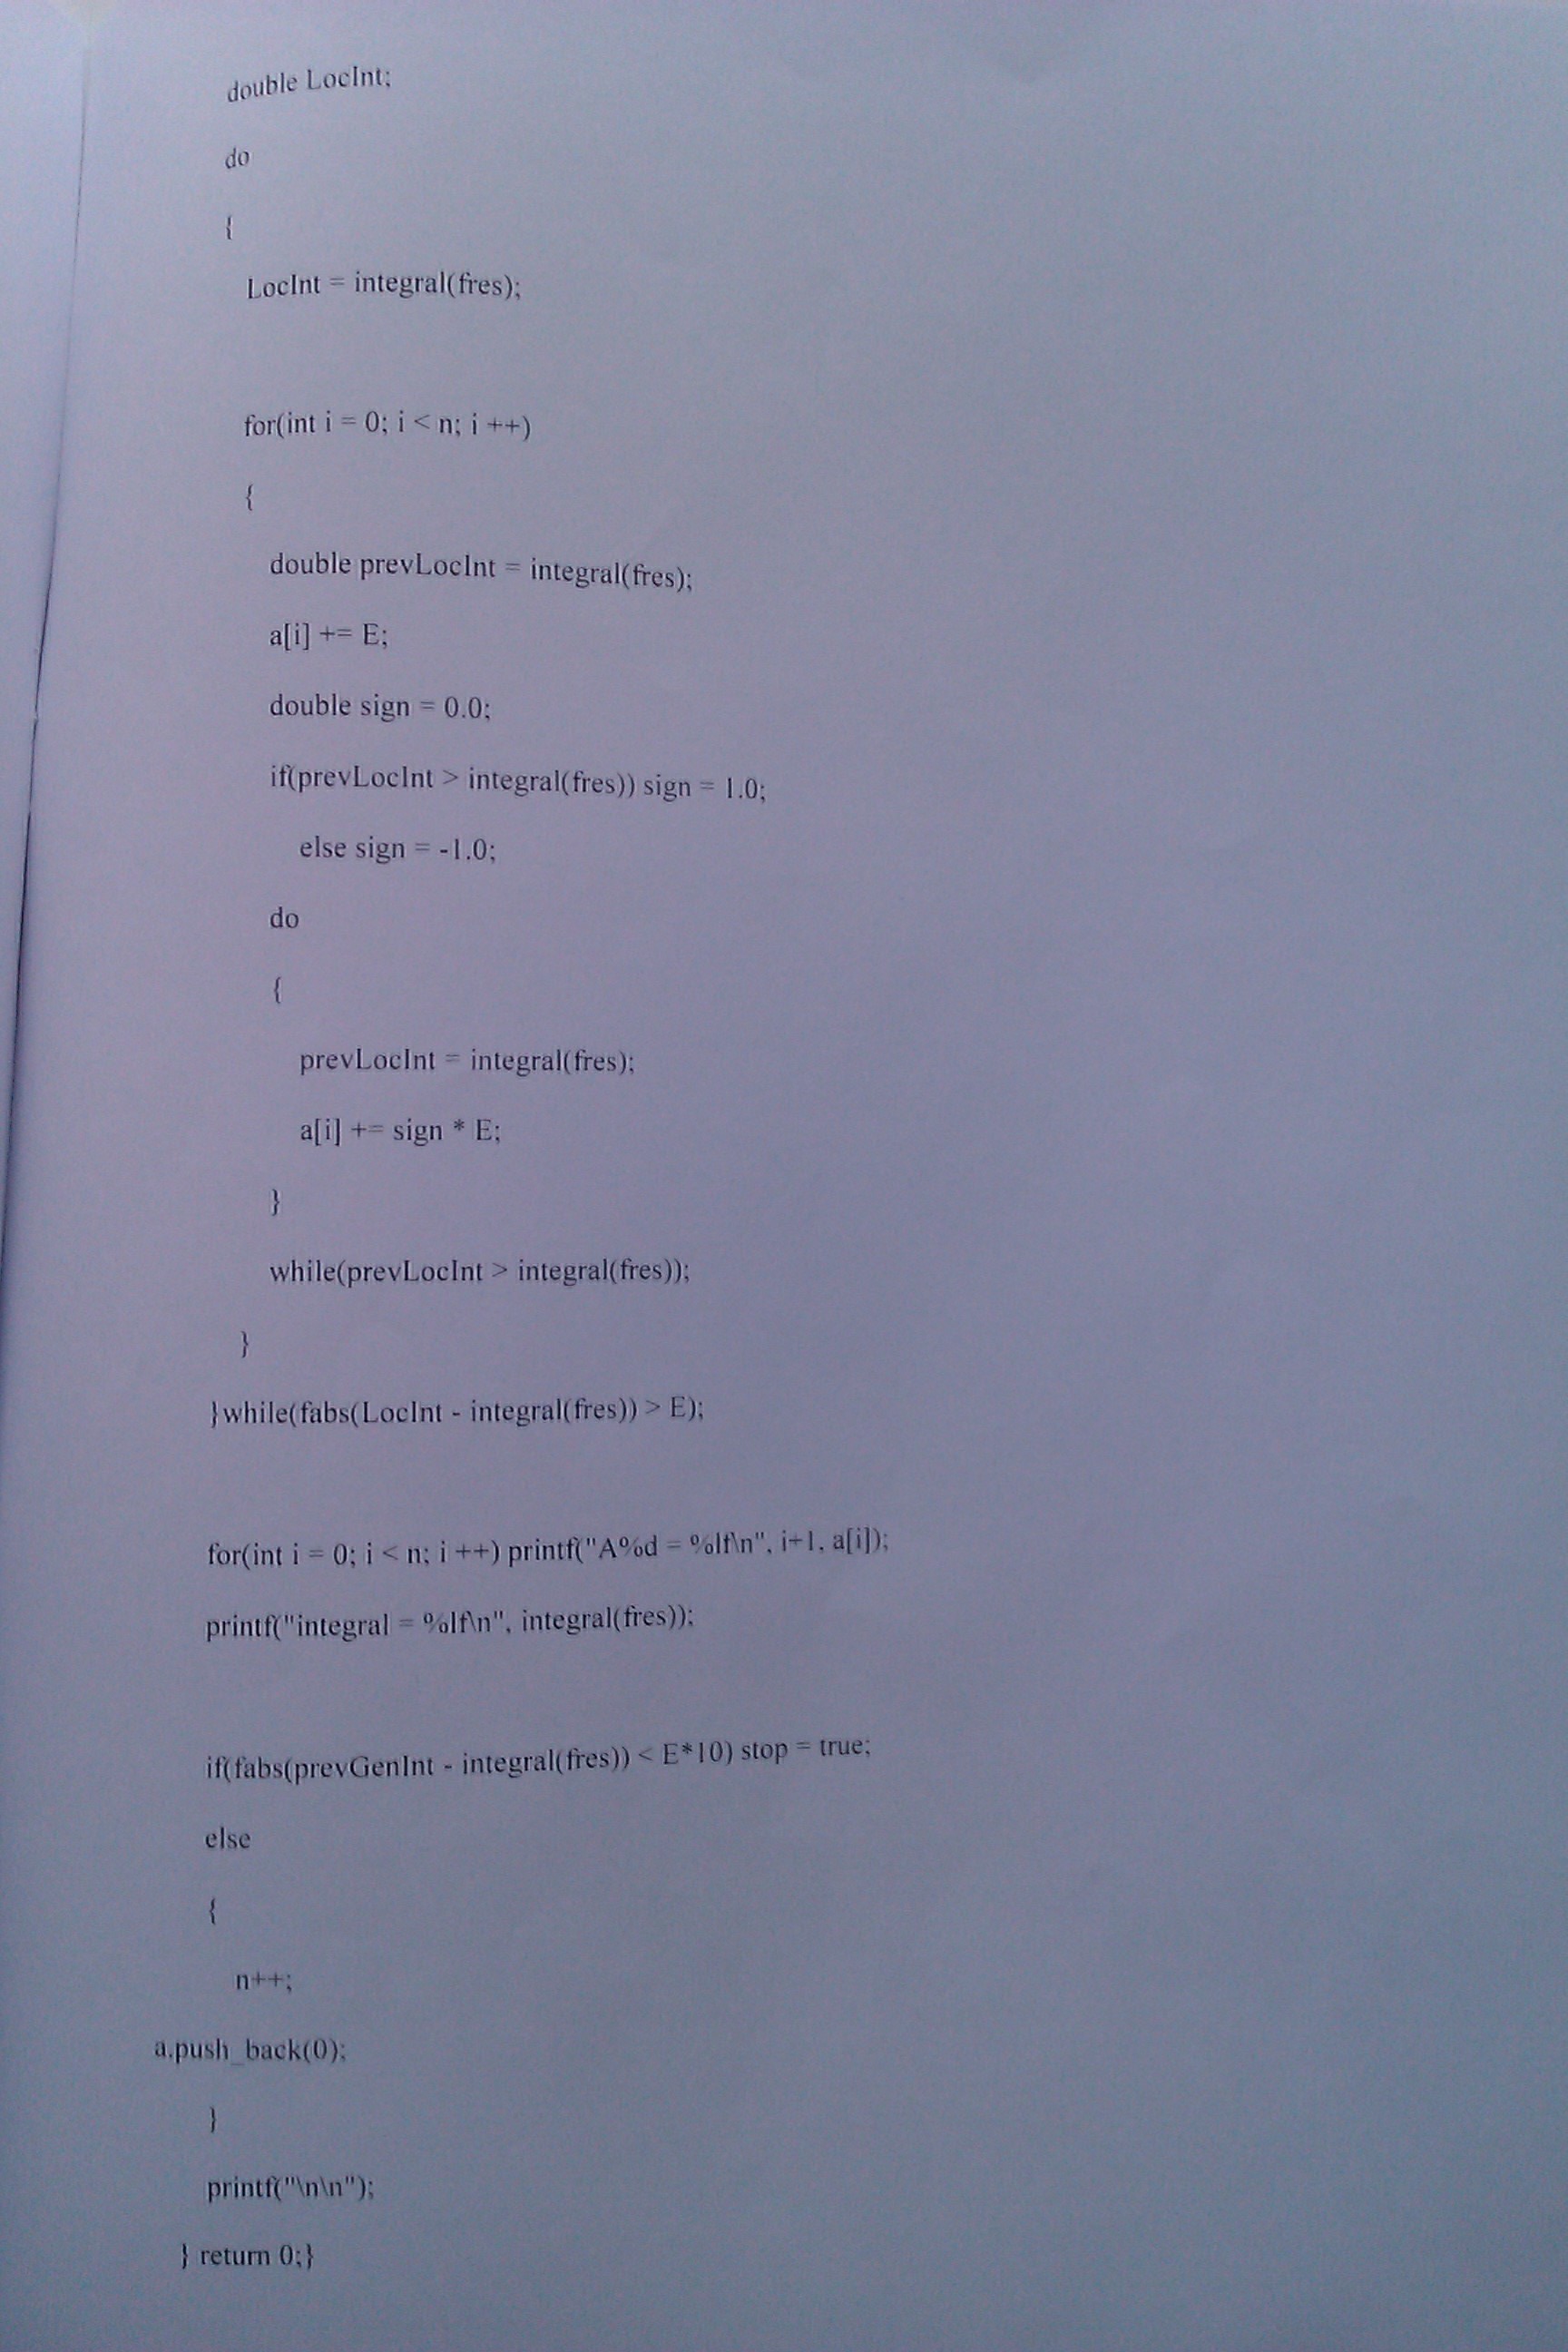 double LocInt;
do
{
LocInt = integral(fres);
for(int i = 0; i < n; i ++)
{
double prevLocInt = integral(fres);
a[i] += E;
double sign = 0.0;
if(prevLocInt > integral(fres)) sign = 1.0;
else sign = -1.0;
do
{
prevLocInt = integral(fres);
a[i] += sign * E;
}
while(prevLocInt > integral(fres));
}
}while(fabs(LocInt - integral(fres)) > E);
for(int i = 0; i < n; i ++) printf("A%d = %lf\n", i+1, a[i]);
printf("integral = %lf\n", integral(fres));
if(fabs(prevGenInt - integral(fres)) < E*10) stop = true;
else
{
n++;
a.push_back(0);
}
printf("\n\n");
} return 0;}